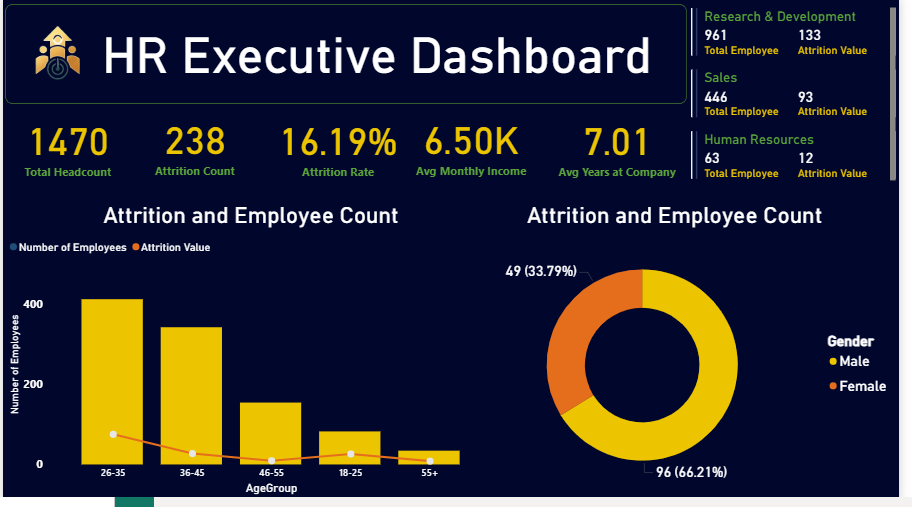 HR Executive Dashboard
Research & Development
961 133
Total Employee Attrition Value
Sales
446 93
Total Employee Attrition Value
Human Resources
63 12
Total Employee Attrition Value
1470 238 16.19% 6.50K 7.01
Total Headcount Attrition Count Attrition Rate Avg Monthly Income Avg Years at Company
Attrition and Employee Count
Number of Employees Attrition Value
Number of Employees
400
200
0
26-35 36-45 46-55 18-25 55+
AgeGroup
Attrition and Employee Count
49 (33.79%)
96 (66.21%)
Gender
Male
Female